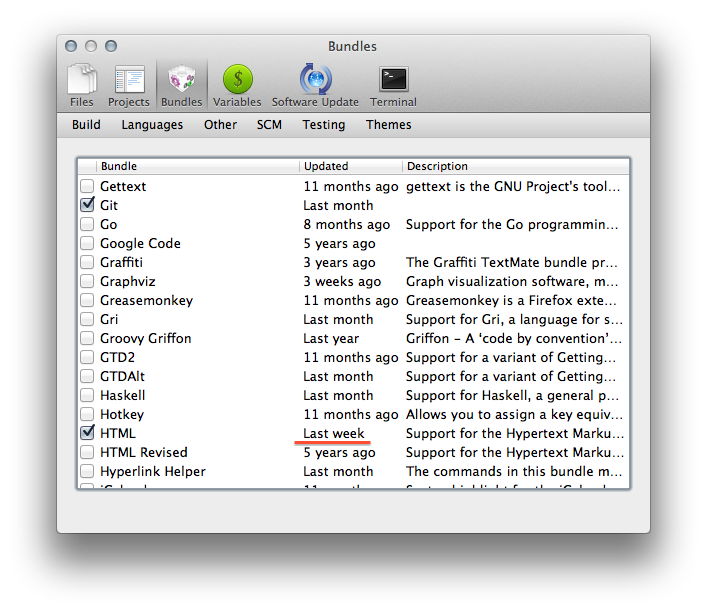 Bundles
Files Projects Bundles Variables Software Update Terminal
Build Languages Other SCM Testing Themes
Bundle Updated Description
Gettext 11 months ago gettext is the GNU Project's tool...
Git Last month
Go 8 months ago Support for the Go programmin...
Google Code 5 years ago
Graffiti 3 years ago The Graffiti TextMate bundle pr...
Graphviz 3 weeks ago Graph visualization software, m...
Greasemonkey 11 months ago Greasemonkey is a Firefox exte...
Gri Last month Support for Gri, a language for s...
Groovy Griffon Last year Griffon – A ‘code by convention’...
GTD2 11 months ago Support for a variant of Getting...
GTDAlt Last month Support for a variant of Getting...
Haskell Last month Support for Haskell, a general p...
Hotkey 11 months ago Allows you to assign a key equiv...
HTML Last week Support for the Hypertext Marku...
HTML Revised 5 years ago Support for the Hypertext Marku...
Hyperlink Helper Last month The commands in this bundle m...